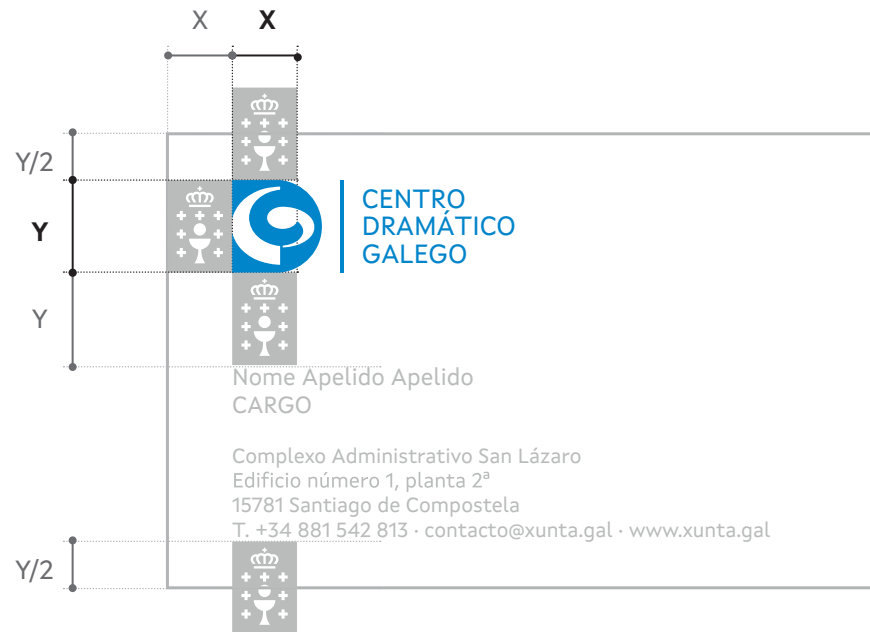 X X
Y/2
Y
Y
Y/2
CENTRO
DRAMÁTICO
GALEGO
Nome Apelido Apelido
CARGO
Complexo Administrativo San Lázaro
Edificio número 1, planta 2ª
15781 Santiago de Compostela
T. +34 881 542 813 · contacto@xunta.gal · www.xunta.gal